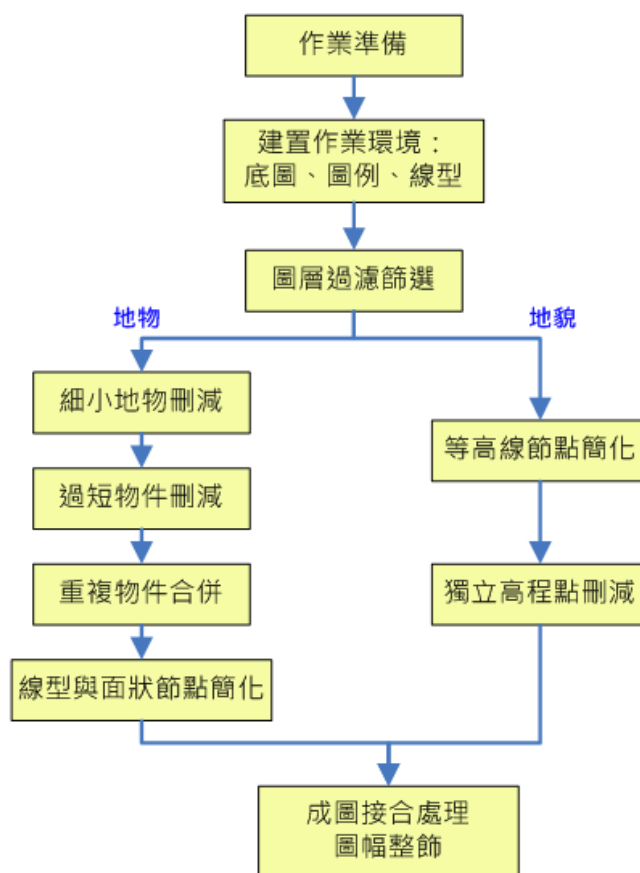 作業準備
建置作業環境：
底圖、圖例、線型
圖層過濾篩選
地物
地貌
細小地物刪減
過短物件刪減
重複物件合併
線型與面狀節點簡化
等高線節點簡化
獨立高程點刪減
成圖接合處理
圖幅整飾